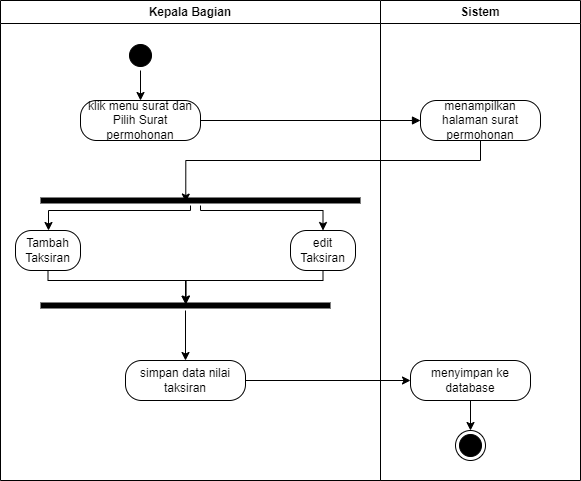 Kepala Bagian
Sistem
klik menu surat dan
Pilih Surat
permohonan
menampilkan
halaman surat
permohonan
Tambah
Taksiran
edit
Taksiran
simpan data nilai
taksiran
menyimpan ke
database